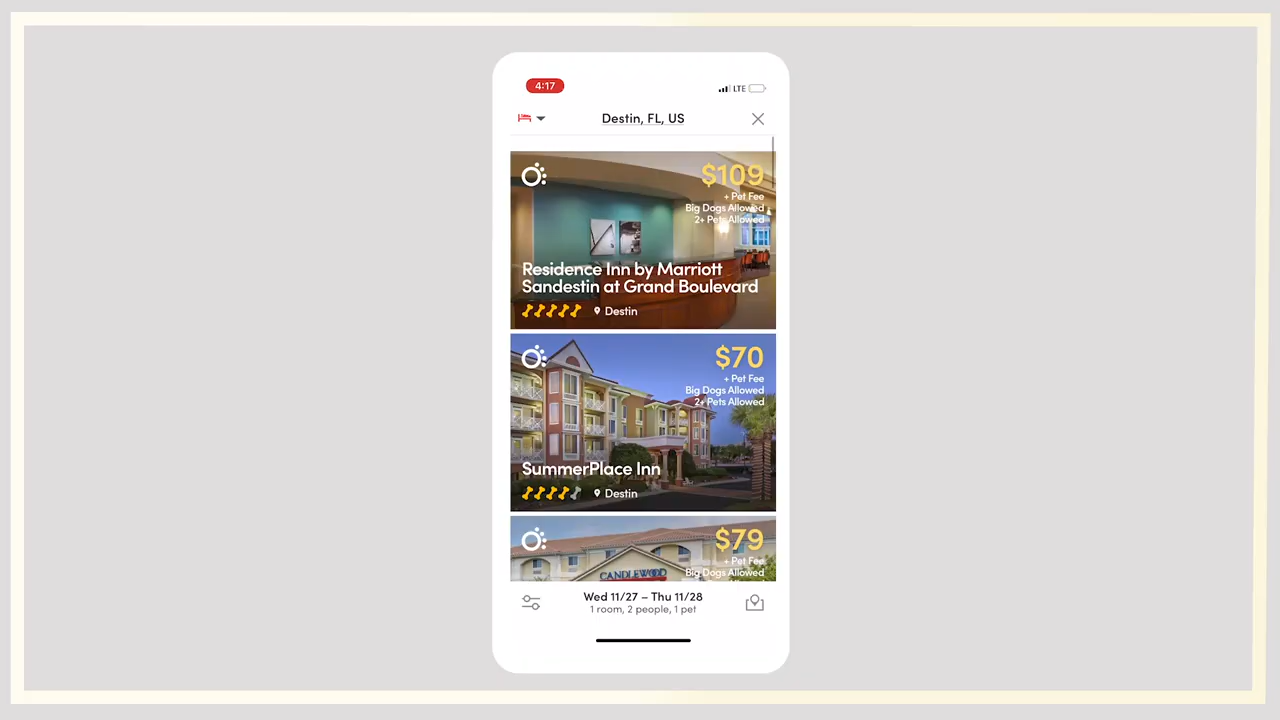 4:17
LTE
Destin, FL, US
$109
+ Pet Fee
Big Dogs Allowed
2+ Pets Allowed
Residence Inn by Marriott
Sandestin at Grand Boulevard
Destin
$70
+ Pet Fee
Big Dogs Allowed
2+ Pets Allowed
SummerPlace Inn
Destin
$79
+ Pet Fee
Big Dogs Allowed
CANDLEWOOD
Wed 11/27 – Thu 11/28
1 room, 2 people, 1 pet